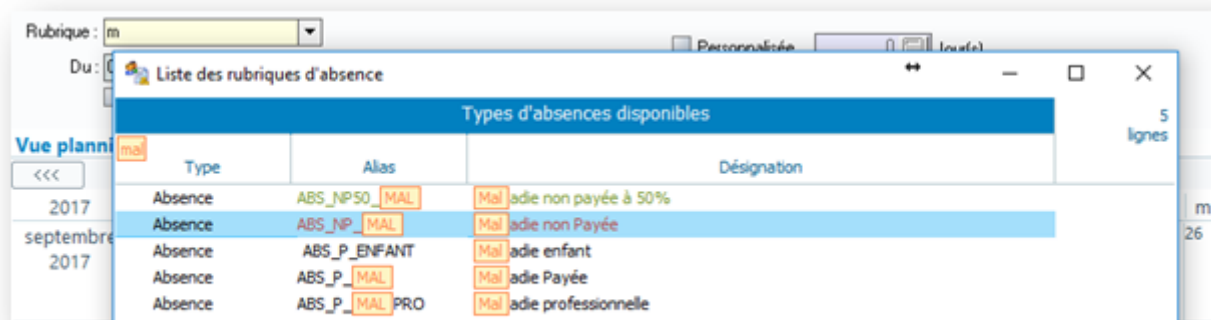 Rubrique : m
Personnalisée 0 Jour(s)
Du :
Liste des rubriques d'absence
Types d'absences disponibles
5
lignes
Vue planni
mal
Type Alias Désignation
<<<
Absence ABS_NP50_MAL Maladie non payée à 50%
2017 m
Absence ABS_NP_MAL Maladie non Payée
septembre 26
Absence ABS_P_ENFANT Maladie enfant
2017
Absence ABS_P_MAL Maladie Payée
Absence ABS_P_MALPRO Maladie professionnelle